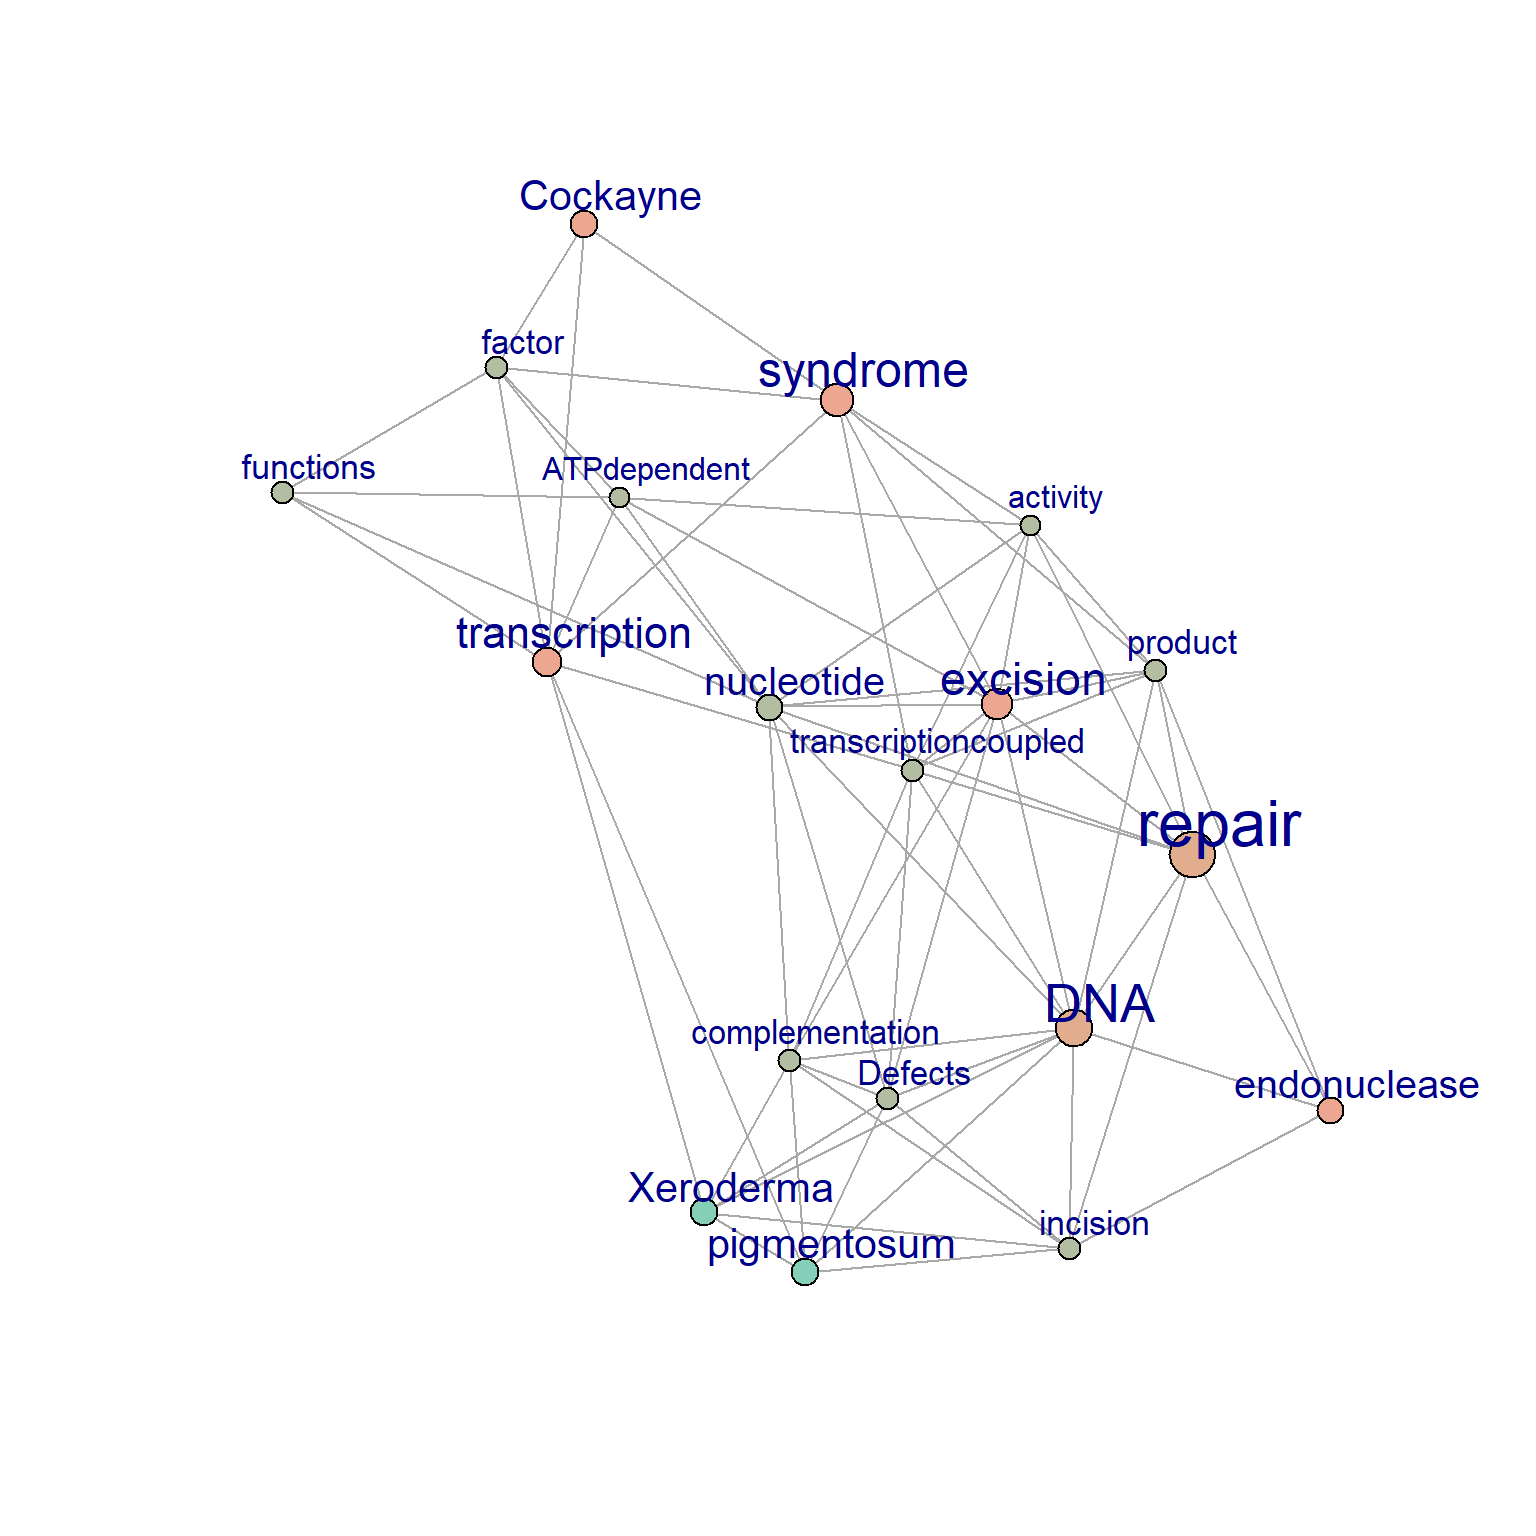 Cockayne
factor
syndrome
functions
ATPdependent
activity
transcription
product
nucleotide
excision
transcriptioncoupled
repair
DNA
complementation
Defects
endonuclease
Xeroderma
incision
pigmentosum